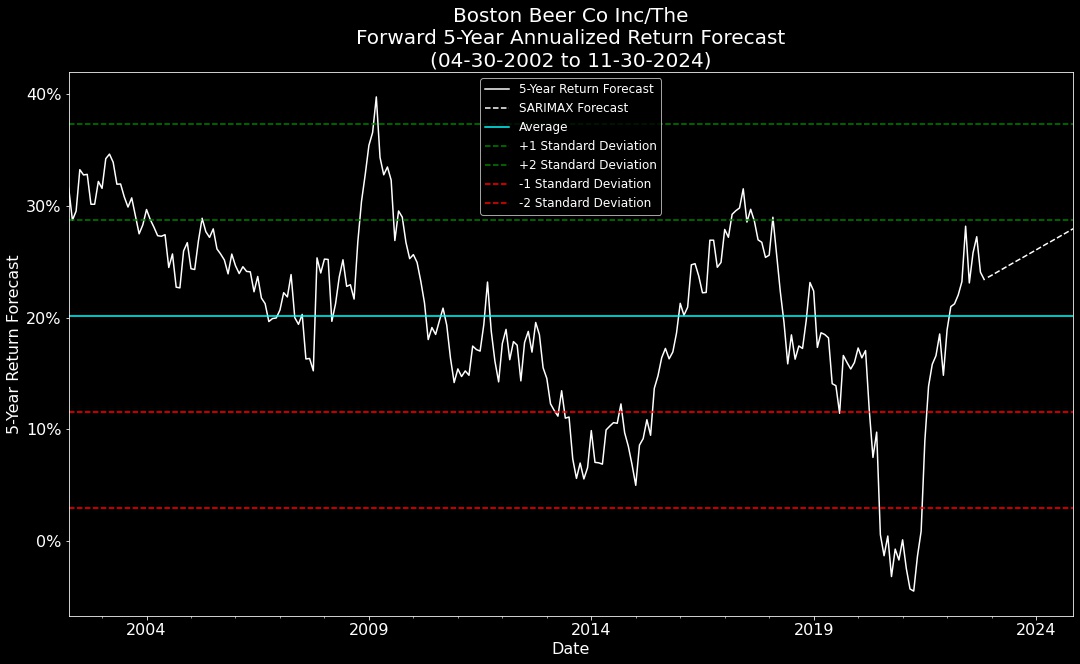 Boston Beer Co Inc/The
Forward 5-Year Annualized Return Forecast
(04-30-2002 to 11-30-2024)
5-Year Return Forecast
SARIMAX Forecast
Average
+1 Standard Deviation
+2 Standard Deviation
-1 Standard Deviation
-2 Standard Deviation
5-Year Return Forecast
40%
30%
20%
10%
0%
2004
2009
2014
2019
2024
Date